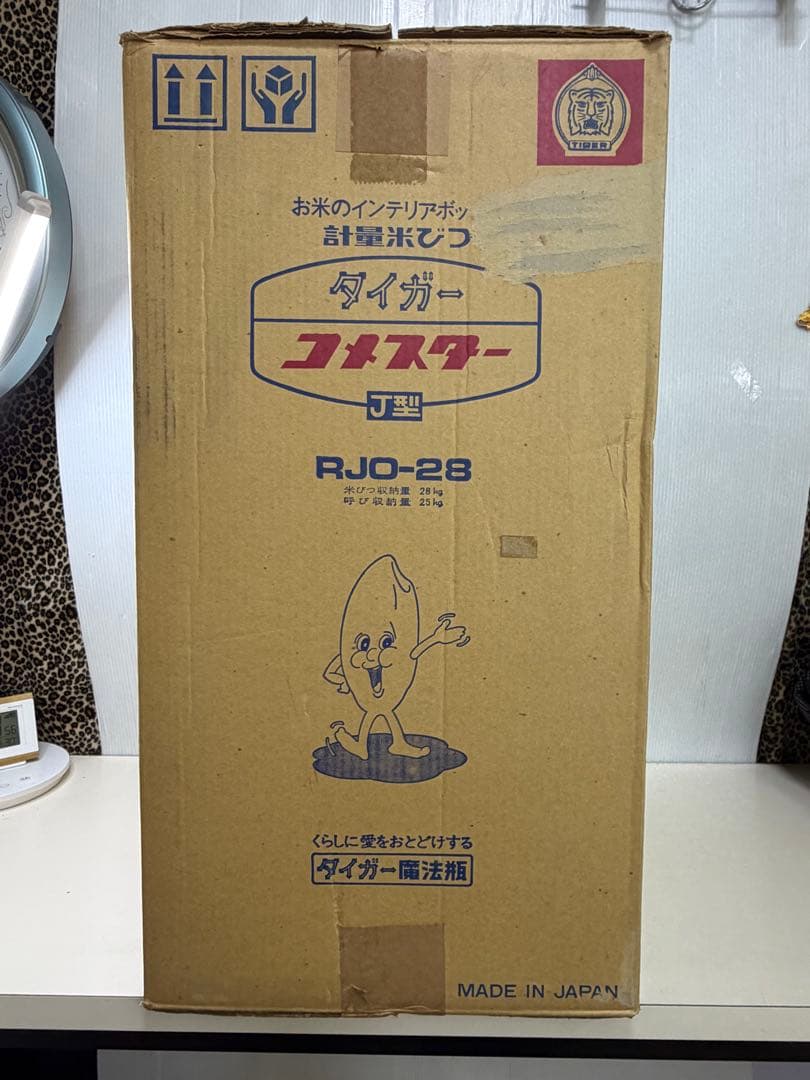 TIGER
お米のインテリアボッ
計量米びつ
タイガー
コメスター
J型
RJO-28
米びつ収納量 28kg
呼び収納量 25kg
くらしに愛をおとどけする
タイガー魔法瓶
MADE IN JAPAN